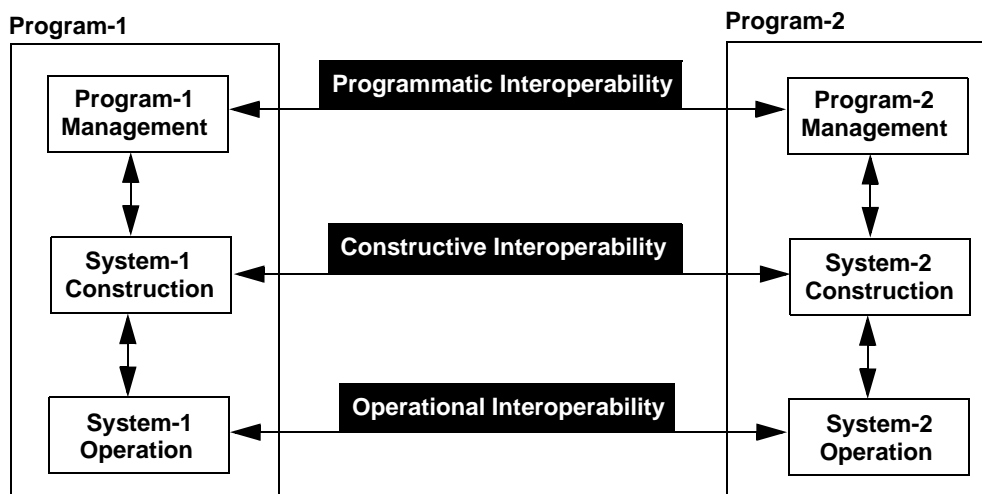 Program-1
Program-2
Programmatic Interoperability
Program-1
Management
Program-2
Management
Constructive Interoperability
System-1
Construction
System-2
Construction
Operational Interoperability
System-1
Operation
System-2
Operation